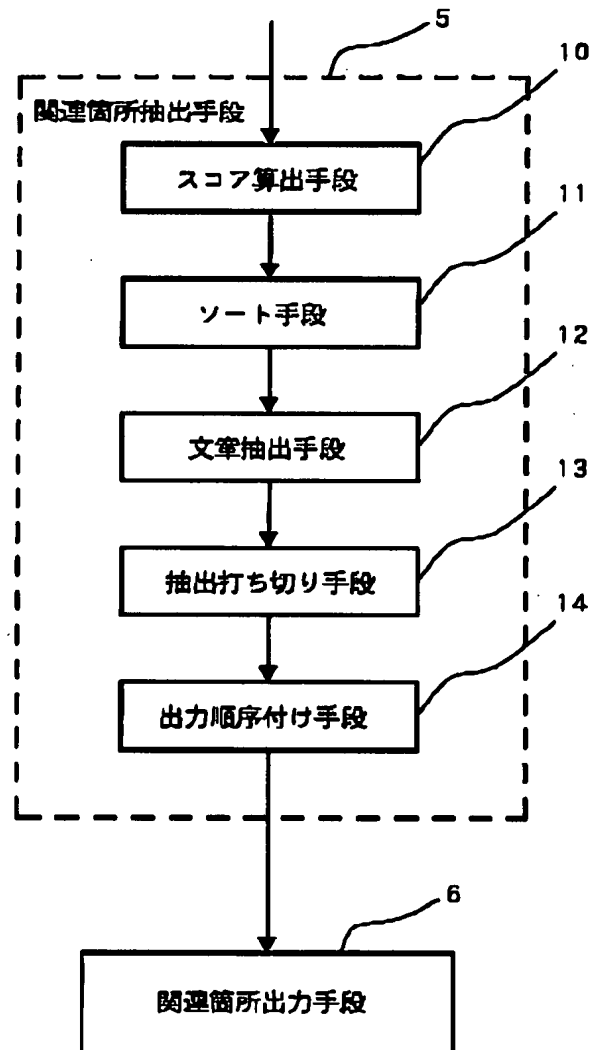 5
関連箇所抽出手段
10
スコア算出手段
11
ソート手段
12
文章抽出手段
13
抽出打ち切り手段
14
出力順序付け手段
6
関連箇所出力手段